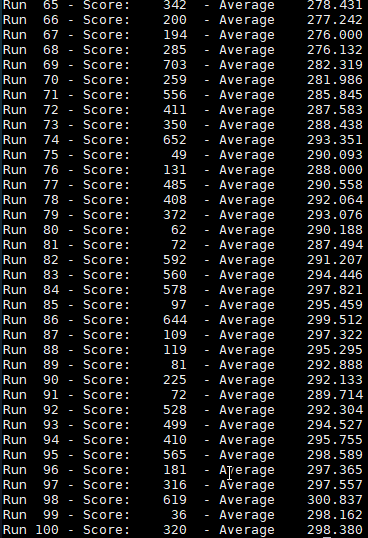 Run  65 - Score:    342  - Average    278.431
Run  66 - Score:    200  - Average    277.242
Run  67 - Score:    194  - Average    276.000
Run  68 - Score:    285  - Average    276.132
Run  69 - Score:    703  - Average    282.319
Run  70 - Score:    259  - Average    281.986
Run  71 - Score:    556  - Average    285.845
Run  72 - Score:    411  - Average    287.583
Run  73 - Score:    350  - Average    288.438
Run  74 - Score:    652  - Average    293.351
Run  75 - Score:     49  - Average    290.093
Run  76 - Score:    131  - Average    288.000
Run  77 - Score:    485  - Average    290.558
Run  78 - Score:    408  - Average    292.064
Run  79 - Score:    372  - Average    293.076
Run  80 - Score:     62  - Average    290.188
Run  81 - Score:     72  - Average    287.494
Run  82 - Score:    592  - Average    291.207
Run  83 - Score:    560  - Average    294.446
Run  84 - Score:    578  - Average    297.821
Run  85 - Score:     97  - Average    295.459
Run  86 - Score:    644  - Average    299.512
Run  87 - Score:    109  - Average    297.322
Run  88 - Score:    119  - Average    295.295
Run  89 - Score:     81  - Average    292.888
Run  90 - Score:    225  - Average    292.133
Run  91 - Score:     72  - Average    289.714
Run  92 - Score:    528  - Average    292.304
Run  93 - Score:    499  - Average    294.527
Run  94 - Score:    410  - Average    295.755
Run  95 - Score:    565  - Average    298.589
Run  96 - Score:    181  - Average    297.365
Run  97 - Score:    316  - Average    297.557
Run  98 - Score:    619  - Average    300.837
Run  99 - Score:     36  - Average    298.162
Run 100 - Score:    320  - Average    298.380